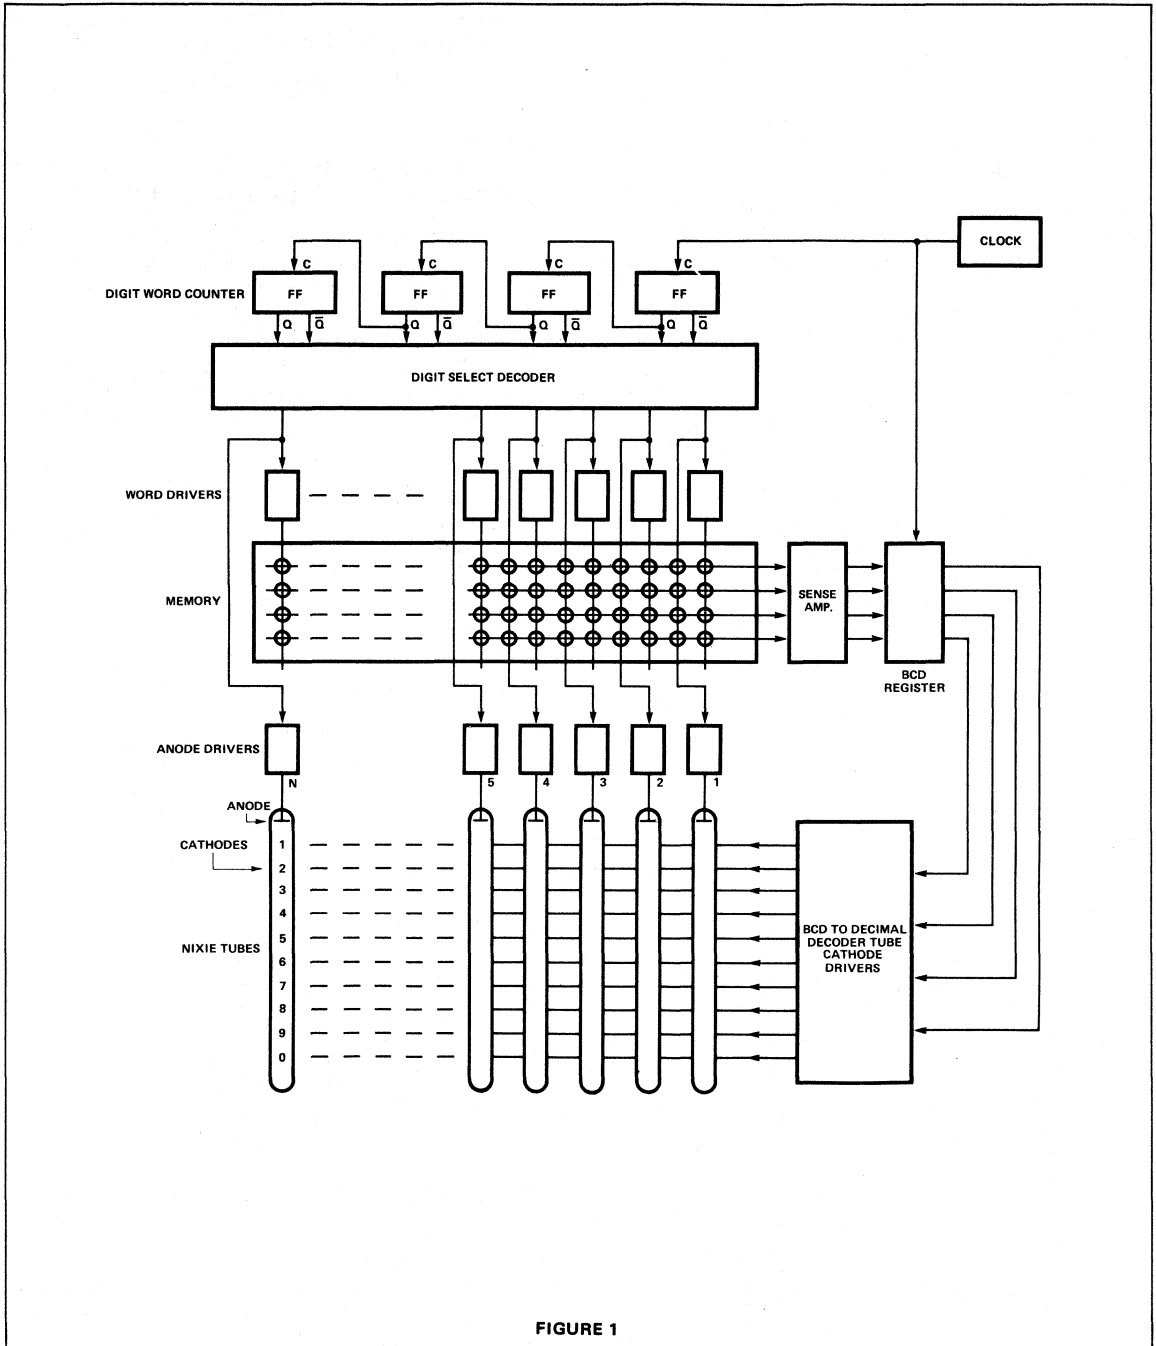 CLOCK
C C C C
DIGIT WORD COUNTER FF FF FF FF
Q Q̅ Q Q̅ Q Q̅ Q Q̅
DIGIT SELECT DECODER
WORD DRIVERS
MEMORY
SENSE
AMP.
BCD
REGISTER
ANODE DRIVERS
N 5 4 3 2 1
ANODE
CATHODES
NIXIE TUBES
1
2
3
4
5
6
7
8
9
0
BCD TO DECIMAL
DECODER TUBE
CATHODE
DRIVERS
FIGURE 1